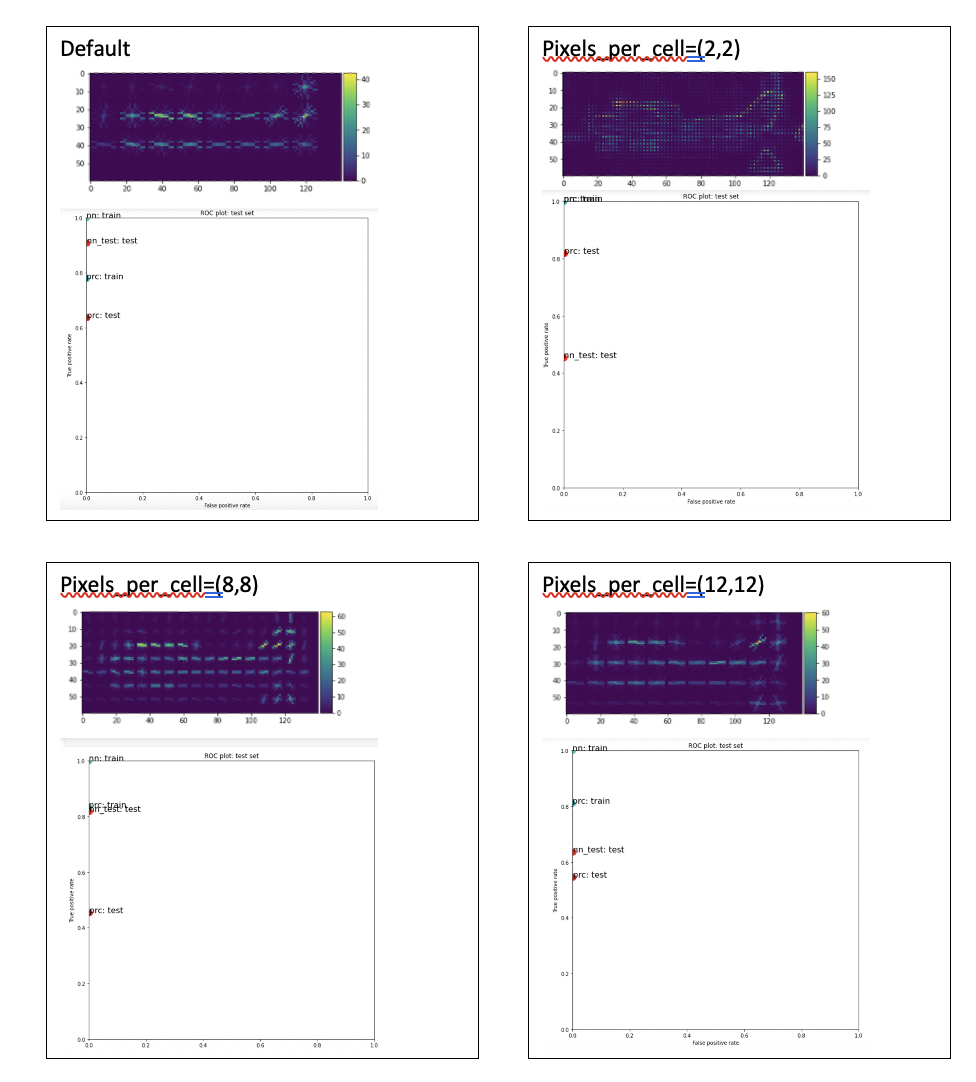 Default
0
10
20
30
40
50
0 20 40 60 80 100 120
40
30
20
10
0
ROC plot: test set
nn: train
nn_test: test
prc: train
prc: test
1.0
0.8
0.6
0.4
0.2
0.0
0.0 0.2 0.4 0.6 0.8 1.0
True positive rate
False positive rate
Pixels_per_cell=(2,2)
0
10
20
30
40
50
0 20 40 60 80 100 120
150
125
100
75
50
25
0
ROC plot: test set
prc: train
prc: test
nn_test: test
1.0
0.8
0.6
0.4
0.2
0.0
0.0 0.2 0.4 0.6 0.8 1.0
True positive rate
False positive rate
Pixels_per_cell=(8,8)
0
10
20
30
40
50
0 20 40 60 80 100 120
60
50
40
30
20
10
0
ROC plot: test set
nn: train
prc: train
nn_test: test
prc: test
1.0
0.8
0.6
0.4
0.2
0.0
0.0 0.2 0.4 0.6 0.8 1.0
True positive rate
Pixels_per_cell=(12,12)
0
10
20
30
40
50
0 20 40 60 80 100 120
60
50
40
30
20
10
0
ROC plot: test set
nn: train
prc: train
nn_test: test
prc: test
1.0
0.8
0.6
0.4
0.2
0.0
0.0 0.2 0.4 0.6 0.8 1.0
True positive rate
False positive rate